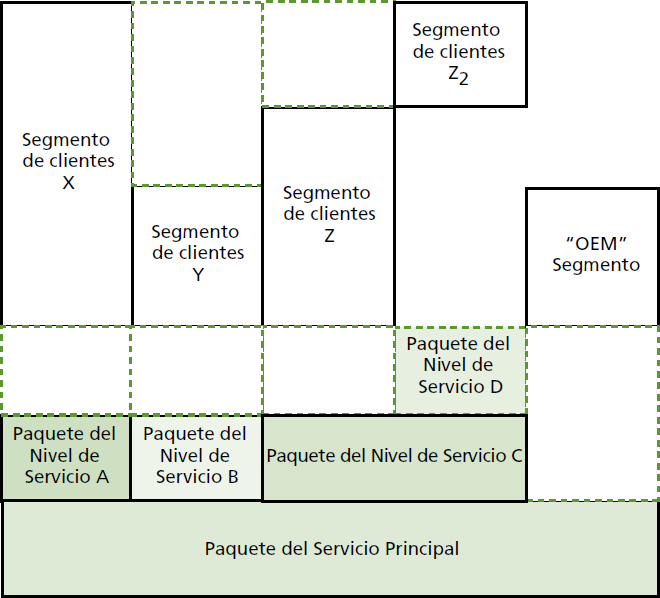 Segmento
de clientes
X
Segmento
de clientes
Y
Segmento
de clientes
Z
Segmento
de clientes
Z2
“OEM”
Segmento
Paquete del
Nivel de
Servicio D
Paquete del
Nivel de
Servicio A
Paquete del
Nivel de
Servicio B
Paquete del Nivel de Servicio C
Paquete del Servicio Principal